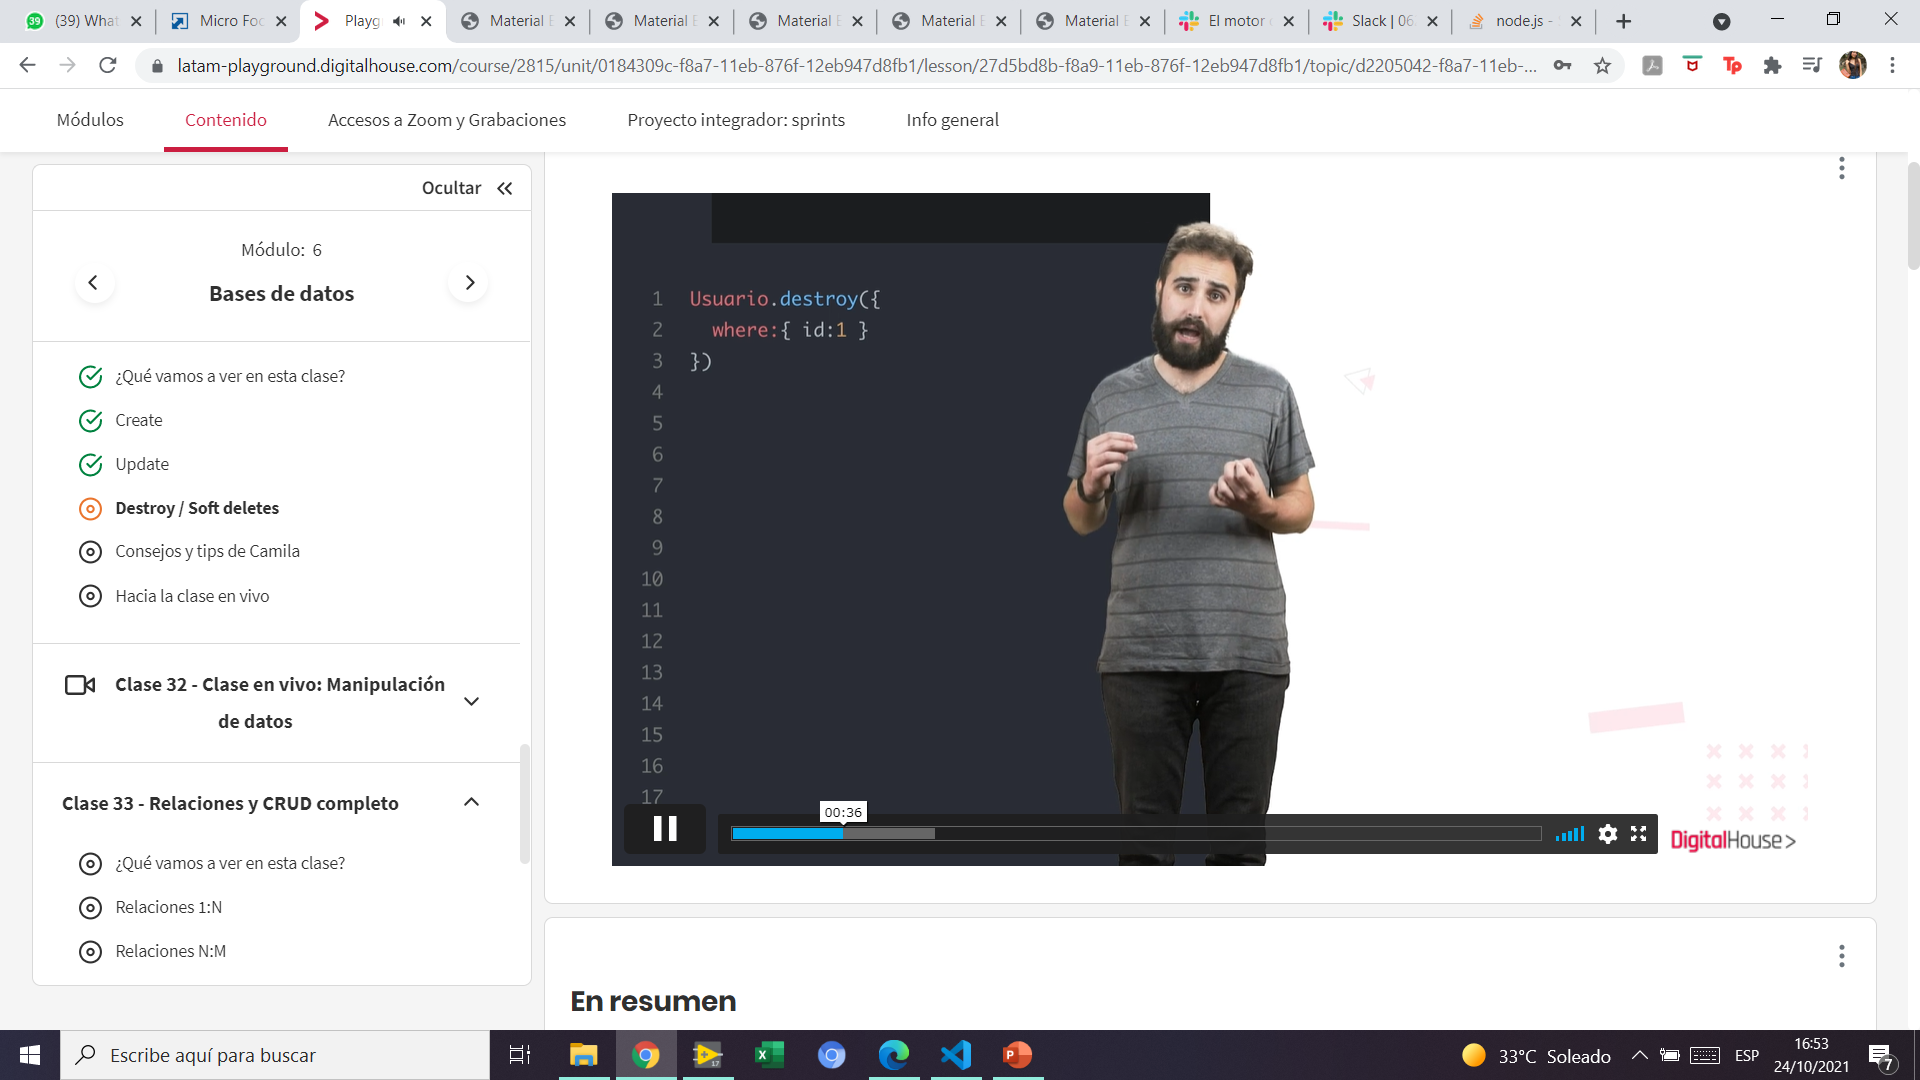 (39) What
Micro Foc
Playg
Material E
Material E
Material E
Material E
Material E
El motor
Slack | 06
node.js -
latam-playground.digitalhouse.com/course/2815/unit/0184309c-f8a7-11eb-876f-12eb947d8fb1/lesson/27d5bd8b-f8a9-11eb-876f-12eb947d8fb1/topic/d2205042-f8a7-11eb-...
Módulos
Contenido
Accesos a Zoom y Grabaciones
Proyecto integrador: sprints
Info general
Ocultar
Módulo: 6
Bases de datos
¿Qué vamos a ver en esta clase?
Create
Update
Destroy / Soft deletes
Consejos y tips de Camila
Hacia la clase en vivo
Clase 32 - Clase en vivo: Manipulación
de datos
Clase 33 - Relaciones y CRUD completo
¿Qué vamos a ver en esta clase?
Relaciones 1:N
Relaciones N:M
1 Usuario.destroy({
2 where:{ id:1 }
3 })
4
5
6
7
8
9
10
11
12
13
14
15
16
17
00:36
DigitalHouse>
En resumen
Escribe aquí para buscar
33°C Soleado
ESP
16:53
24/10/2021
7